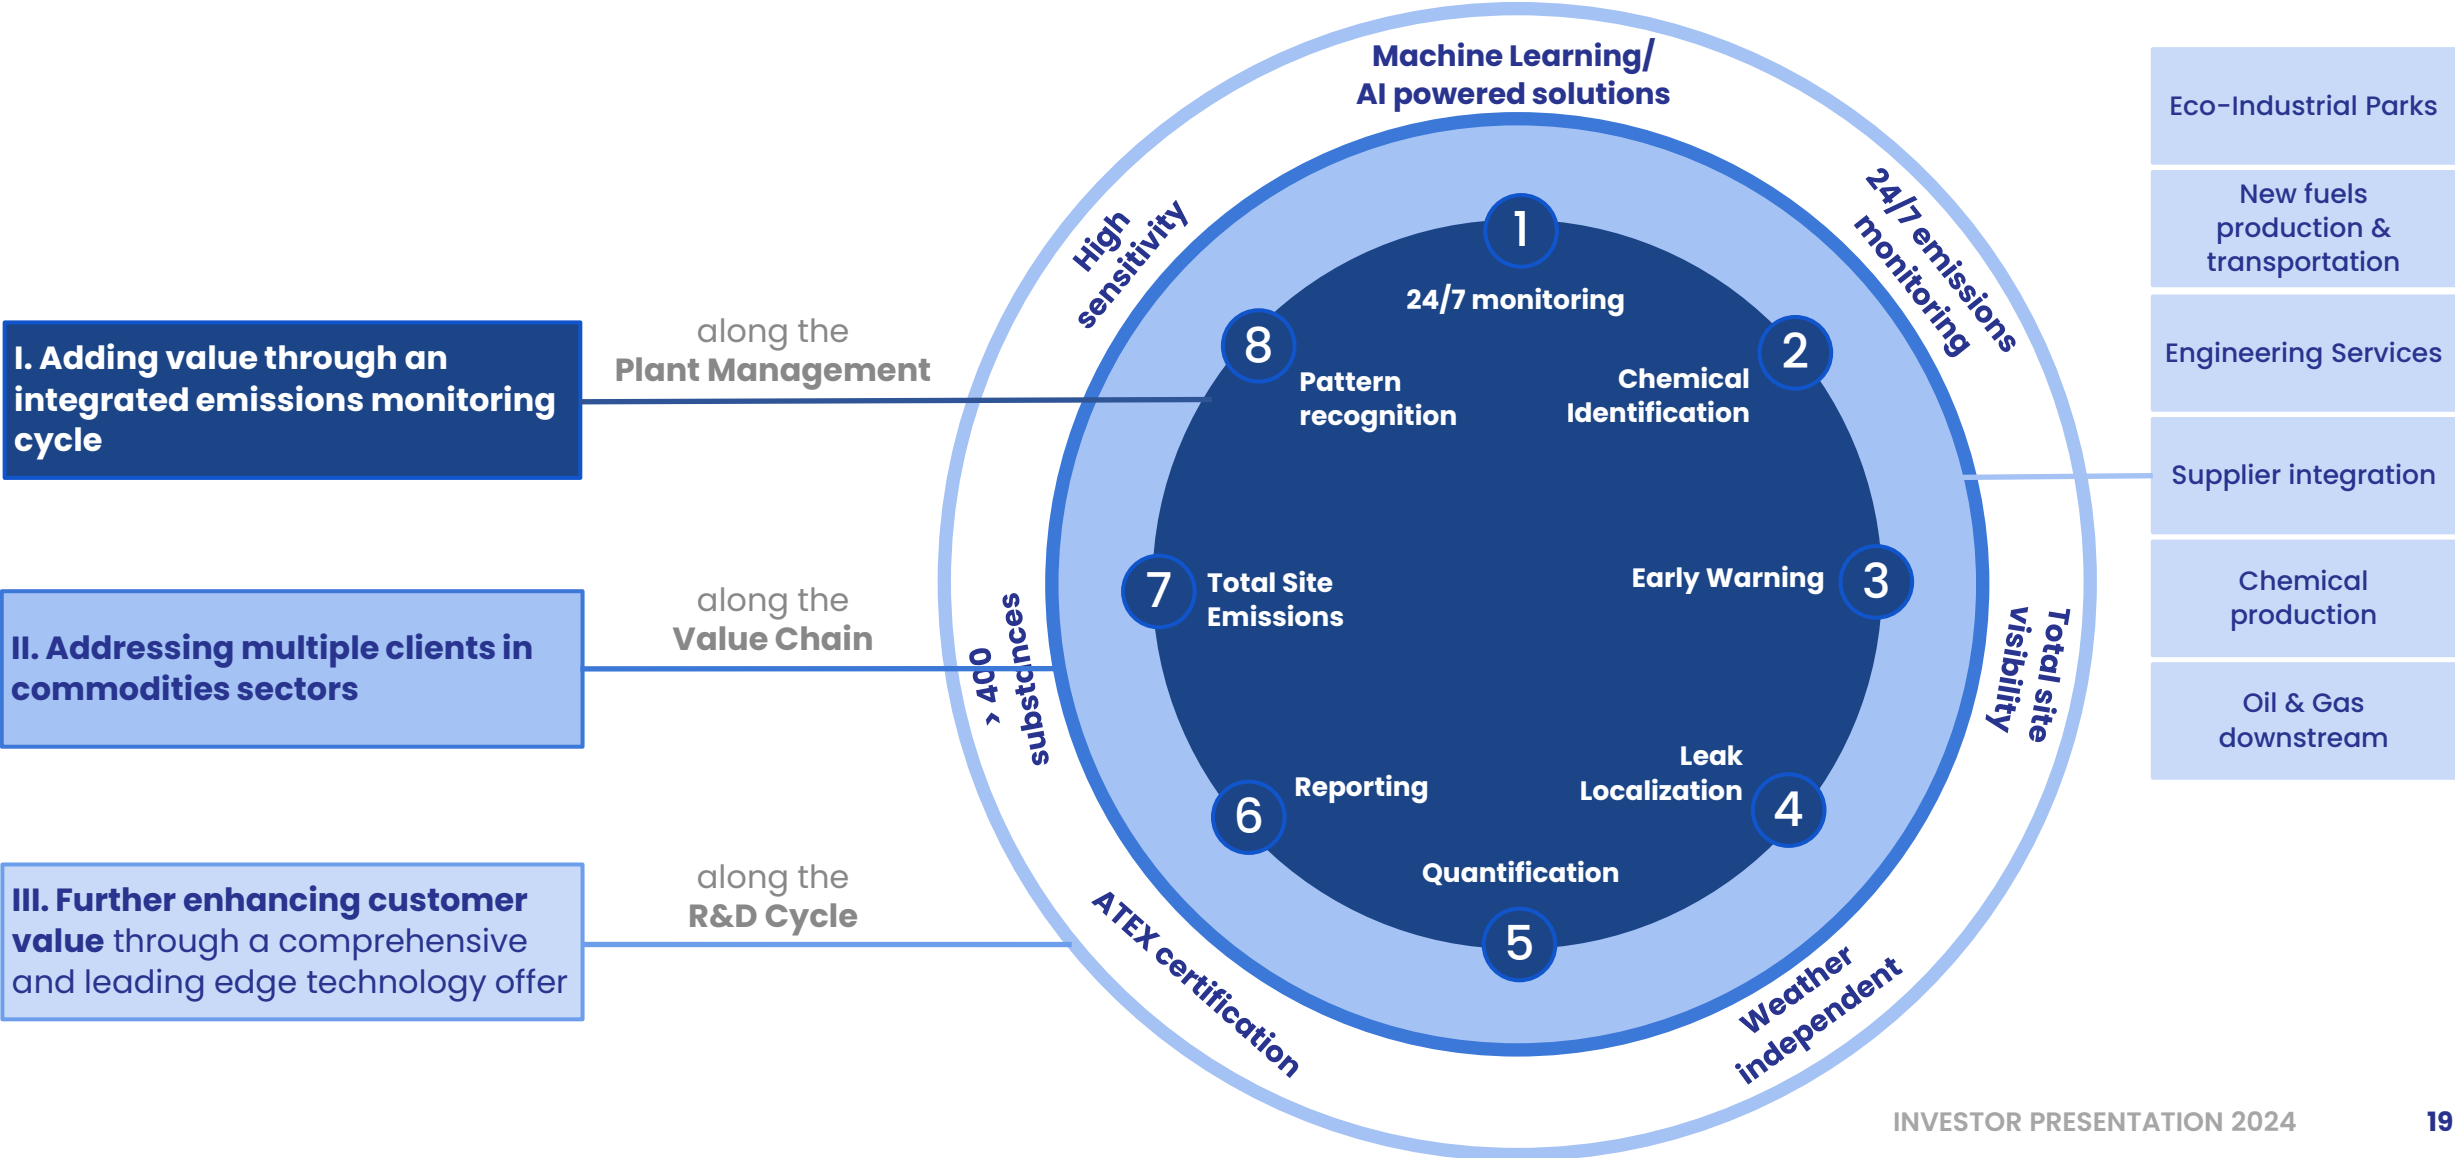 I. Adding value through an
integrated emissions monitoring
cycle
along the
Plant Management
II. Addressing multiple clients in
commodities sectors
along the
Value Chain
III. Further enhancing customer
value through a comprehensive
and leading edge technology offer
along the
R&D Cycle
Machine Learning/
AI powered solutions
24/7 emissions
monitoring
Total site
visibility
Weather
independent
ATEX certification
> 400
substances
High
sensitivity
1
24/7 monitoring
2
Chemical
Identification
3
Early Warning
4
Leak
Localization
5
Quantification
6
Reporting
7
Total Site
Emissions
8
Pattern
recognition
Eco-Industrial Parks
New fuels
production &
transportation
Engineering Services
Supplier integration
Chemical
production
Oil & Gas
downstream
INVESTOR PRESENTATION 2024
19